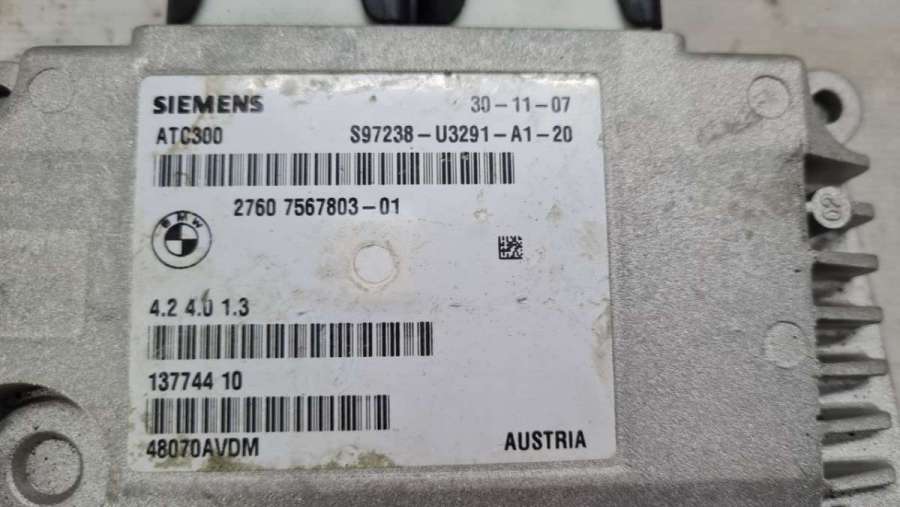 SIEMENS 30-11-07
ATC300 S97238-U3291-A1-20
2760 7567803-01
BMW
4.2 4.0 1.3
137744 10
48070AVDM AUSTRIA
02